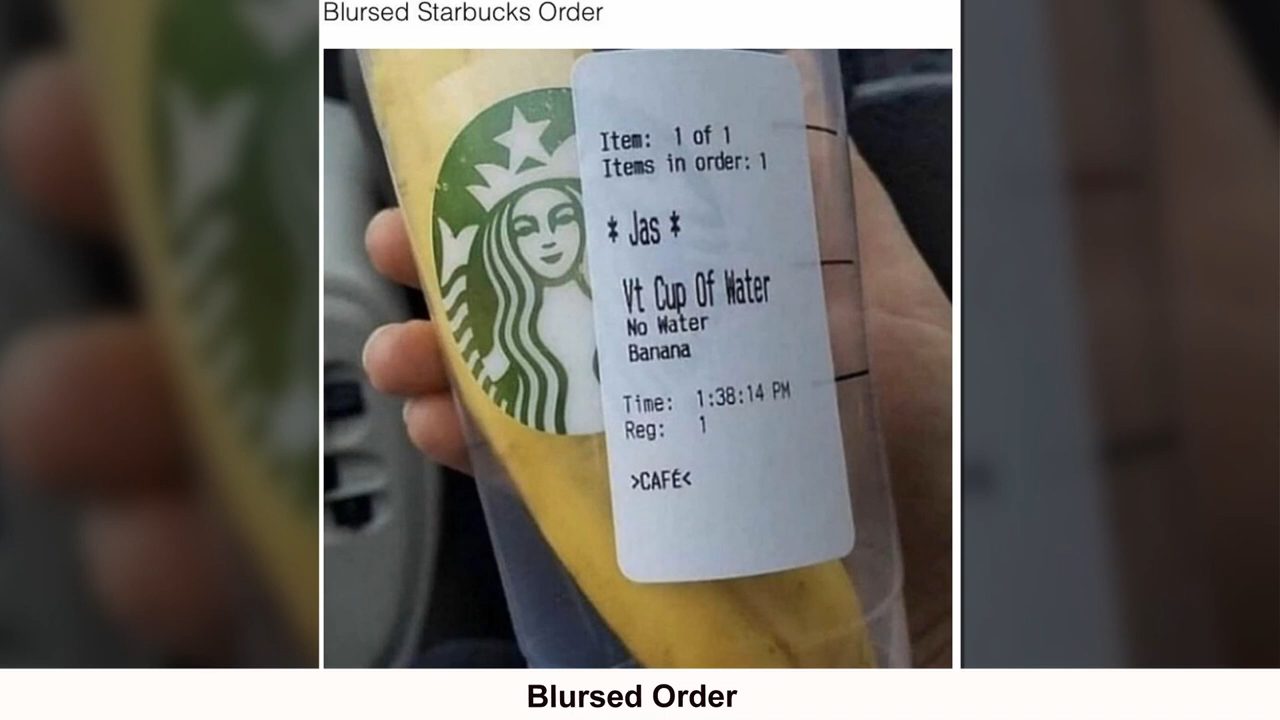 Blursed Starbucks Order
Item: 1 of 1
Items in order: 1
* Jas *
Vt Cup Of Water
No Water
Banana
Time: 1:38:14 PM
Reg: 1
>CAFÉ<
Blursed Order